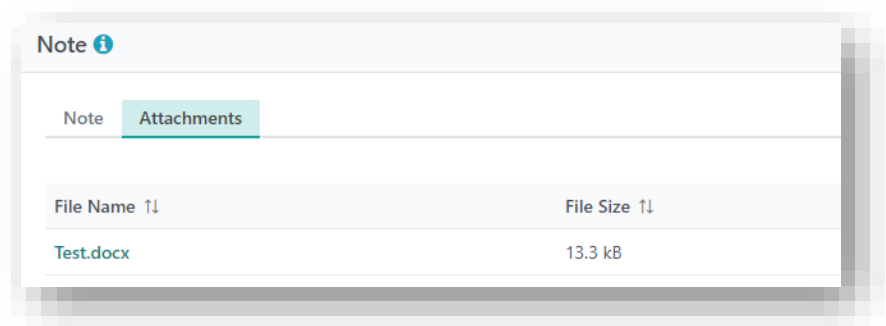 Note
Note Attachments
File Name File Size
Test.docx 13.3 kB